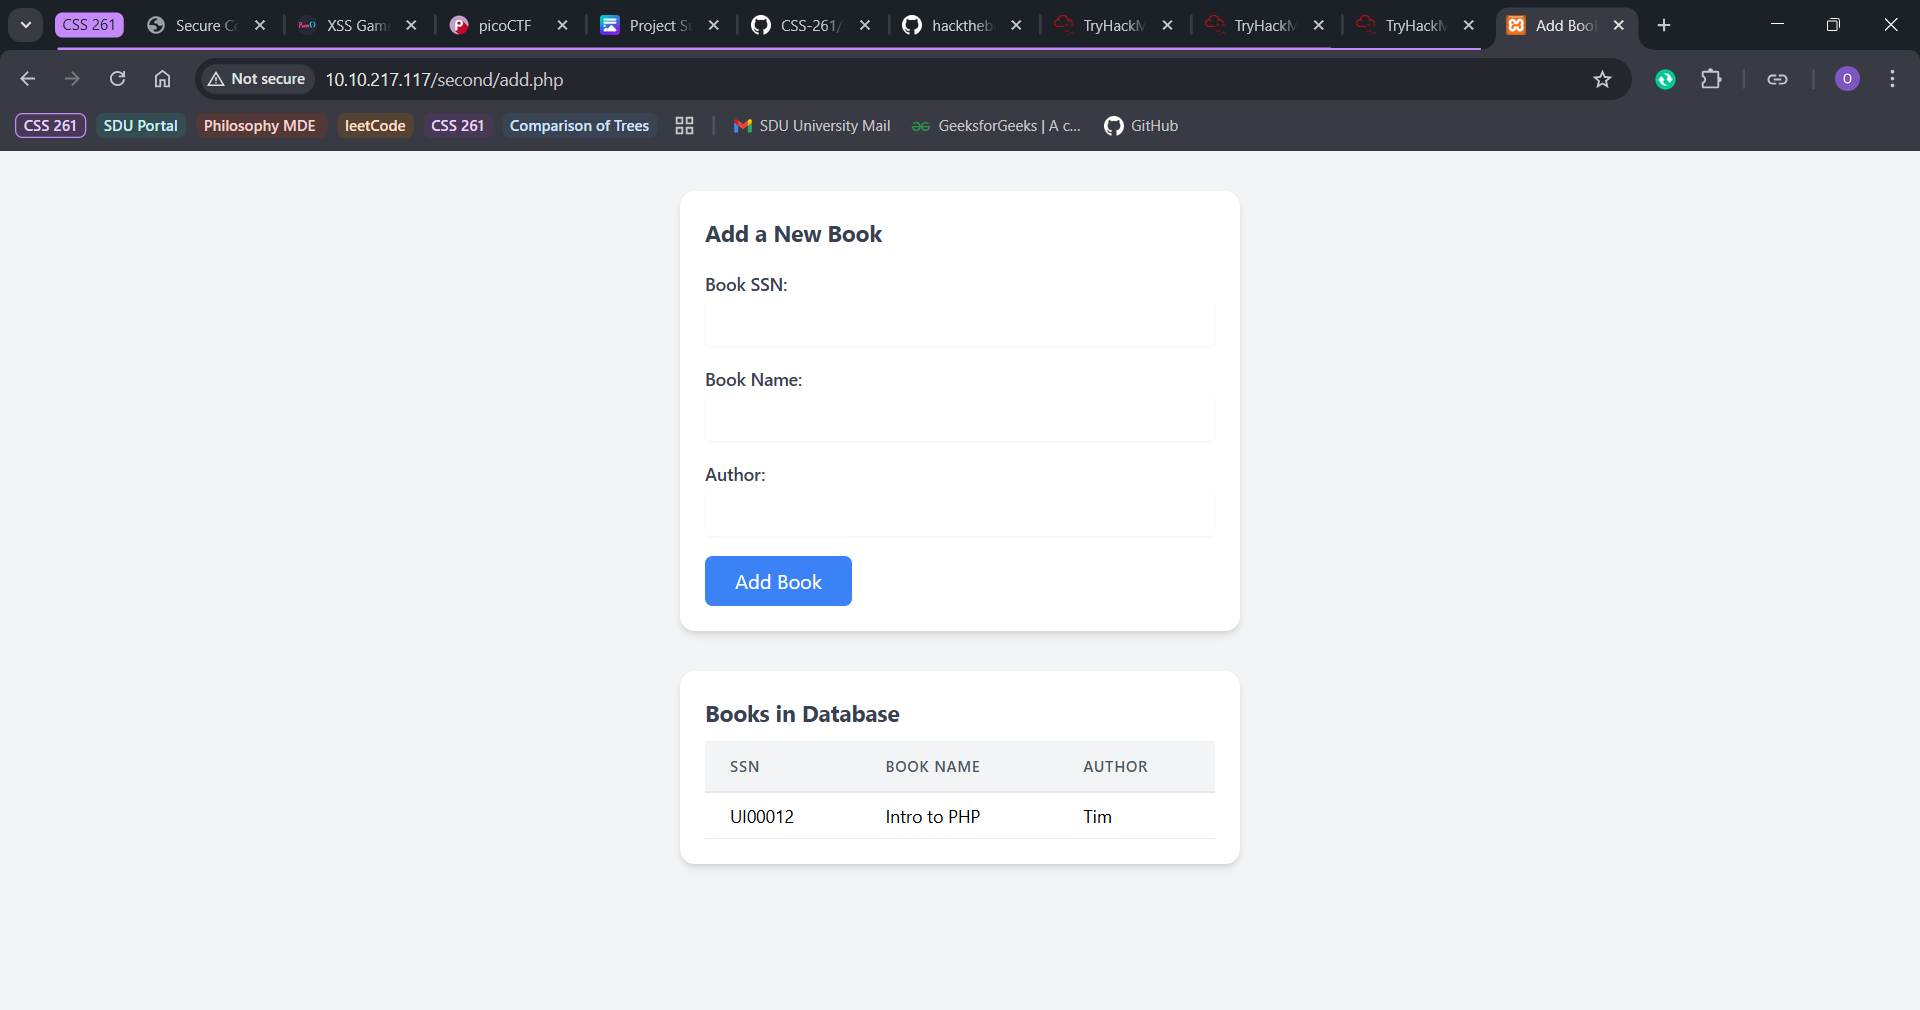 CSS 261 Secure Co XSS Gam picoCTF Project Su CSS-261/ hacktheb TryHackM TryHackM TryHackM Add Boo
Not secure 10.10.217.117/second/add.php O
CSS 261 SDU Portal Philosophy MDE leetCode CSS 261 Comparison of Trees SDU University Mail GeeksforGeeks | A c... GitHub
Add a New Book
Book SSN:
Book Name:
Author:
Add Book
Books in Database
SSN BOOK NAME AUTHOR
UI00012 Intro to PHP Tim